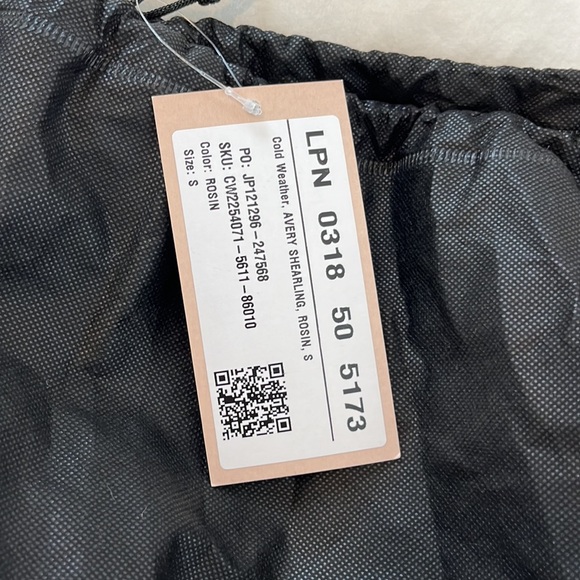 LPN 0318 50 5173
Cold Weather, AVERY SHEARLING, ROSIN, S
PO: JP121296-247568
SKU: CW2254071-5611-86010
Color: ROSIN
Size: S